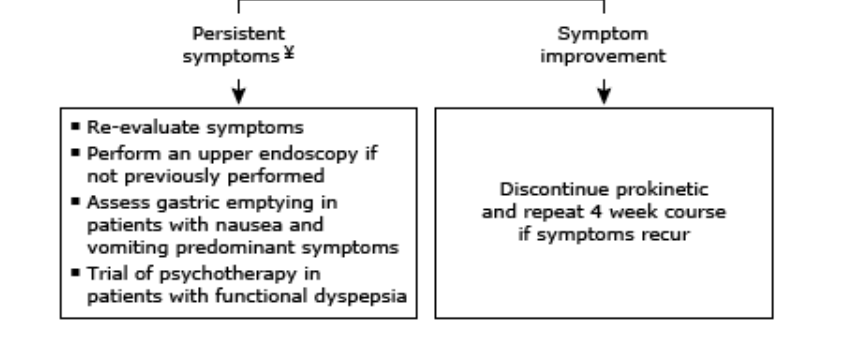 Persistent
symptoms¥
Symptom
improvement
▪ Re-evaluate symptoms
▪ Perform an upper endoscopy if
not previously performed
▪ Assess gastric emptying in
patients with nausea and
vomiting predominant symptoms
▪ Trial of psychotherapy in
patients with functional dyspepsia
Discontinue prokinetic
and repeat 4 week course
if symptoms recur